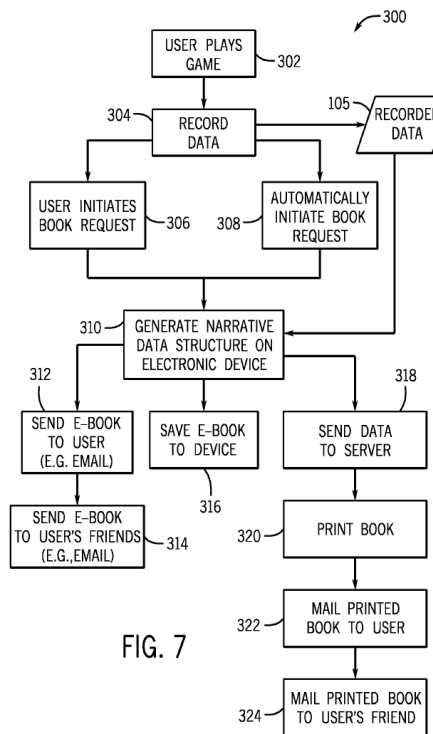 300
USER PLAYS
GAME
302
304
RECORD
DATA
105
RECORDED
DATA
USER INITIATES
BOOK REQUEST
306
308
AUTOMATICALLY
INITIATE BOOK
REQUEST
310
GENERATE NARRATIVE
DATA STRUCTURE ON
ELECTRONIC DEVICE
312
SEND E-BOOK
TO USER
(E.G. EMAIL)
SAVE E-BOOK
TO DEVICE
316
318
SEND DATA
TO SERVER
SEND E-BOOK
TO USER'S FRIENDS
(E.G.,EMAIL)
314
320
PRINT BOOK
322
MAIL PRINTED
BOOK TO USER
FIG. 7
324
MAIL PRINTED BOOK
TO USER'S FRIEND